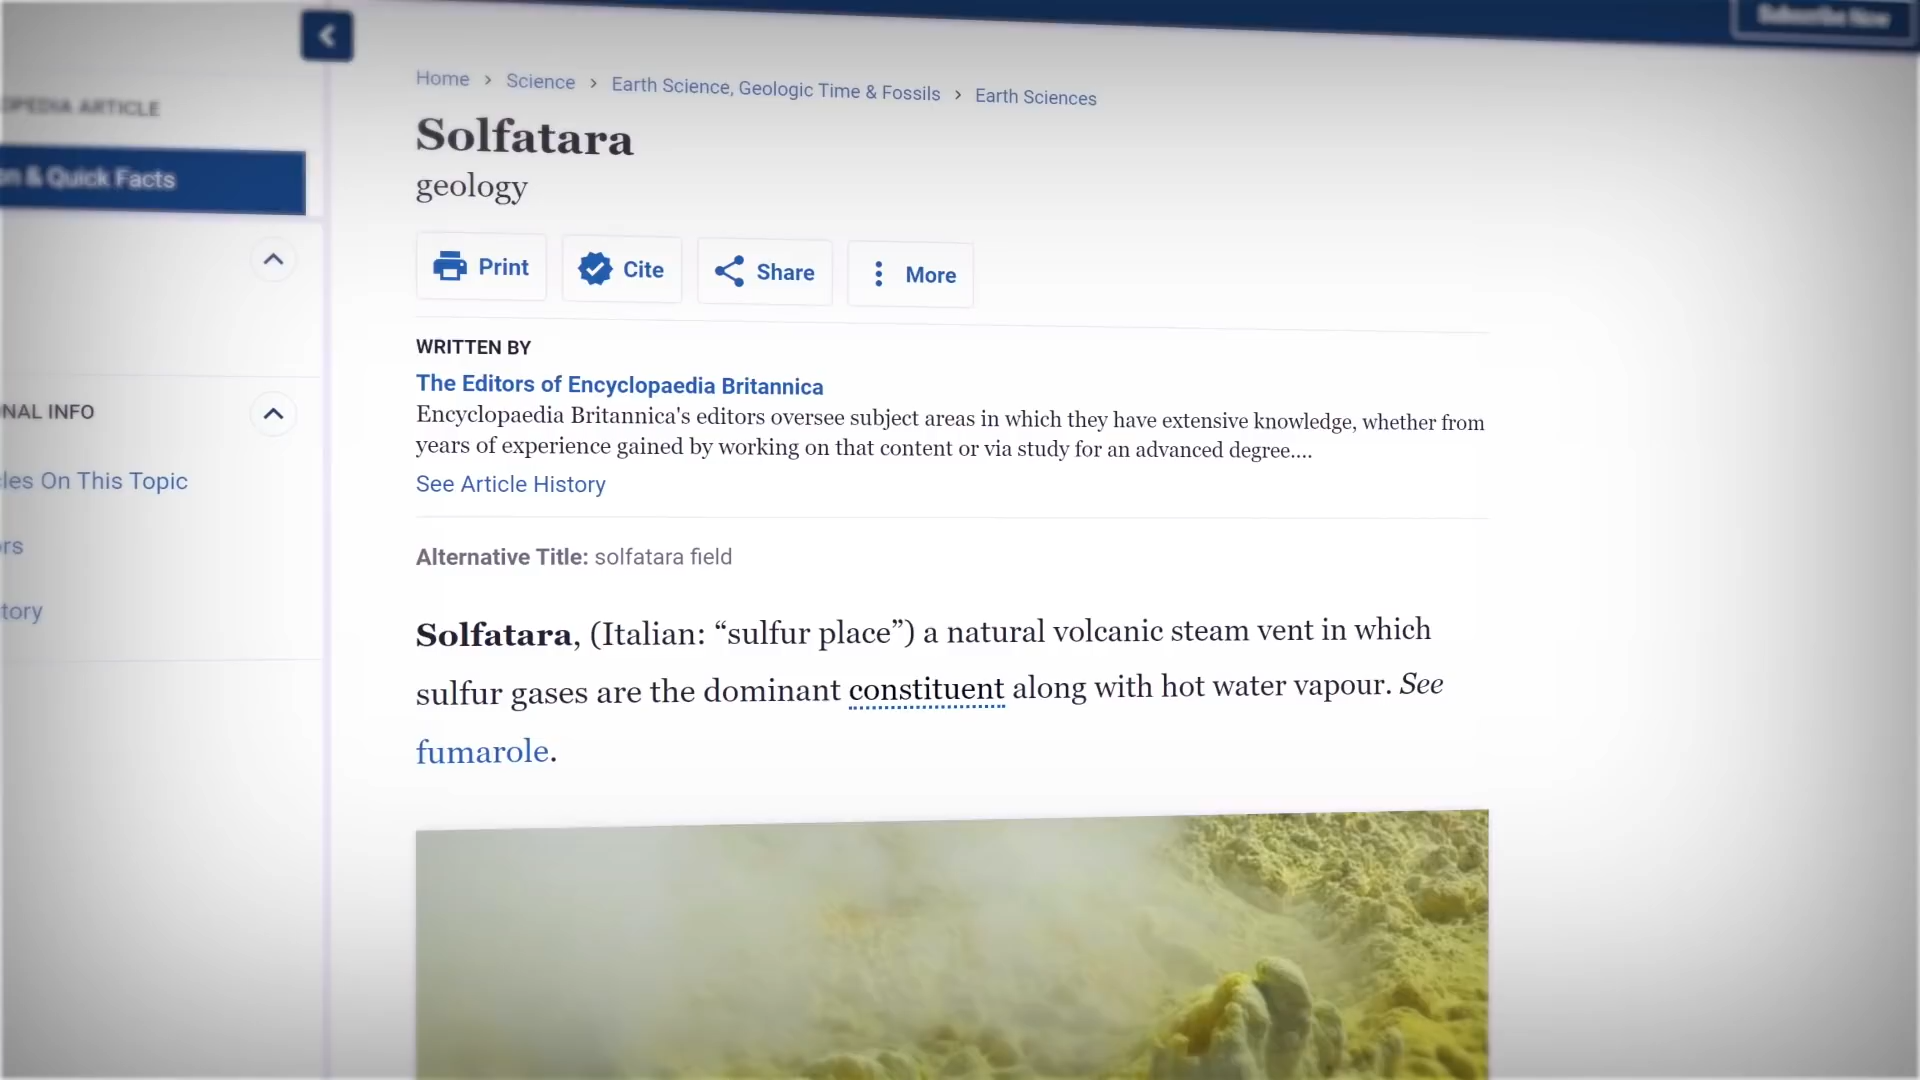 Subscribe Now
Home > Science > Earth Science, Geologic Time & Fossils > Earth Sciences
ARTICLE
& Quick Facts
NAL INFO
On This Topic
Solfatara
geology
Print
Cite
Share
More
WRITTEN BY
The Editors of Encyclopaedia Britannica
Encyclopaedia Britannica's editors oversee subject areas in which they have extensive knowledge, whether from
years of experience gained by working on that content or via study for an advanced degree....
See Article History
Alternative Title: solfatara field
Solfatara, (Italian: “sulfur place”) a natural volcanic steam vent in which
sulfur gases are the dominant constituent along with hot water vapour. See
fumarole.